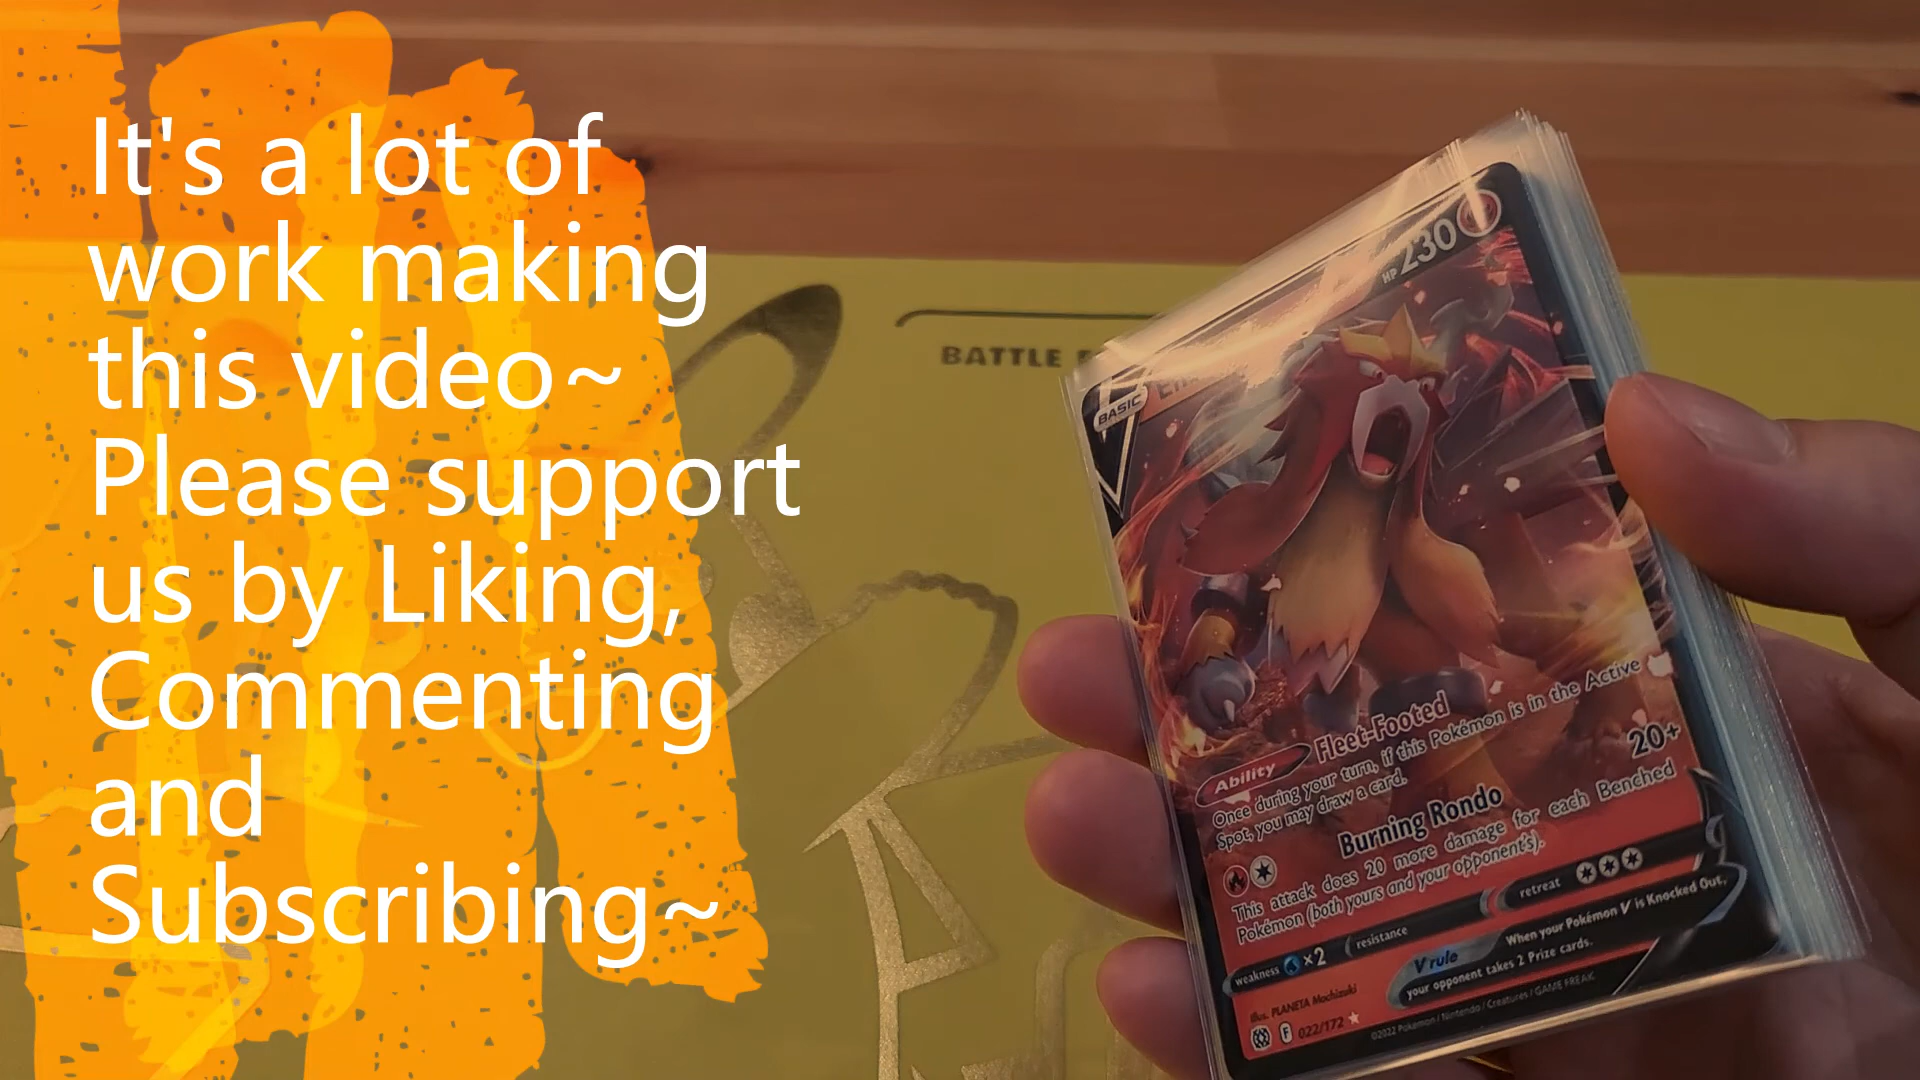 It's a lot of
work making
this video~
Please support
us by Liking,
Commenting
and
Subscribing~
BATTLE
HP 230
BASIC
Ability Fleet-Footed
Once during your turn, if this Pokémon is in the Active
Spot, you may draw a card.
Burning Rondo 20+
This attack does 20 more damage for each Benched
Pokémon (both yours and your opponent's).
weakness ×2 resistance retreat
V rule When your Pokémon V is Knocked Out,
your opponent takes 2 Prize cards.
Illus. PLANETA Mochizuki
F 022/172
©2022 Pokémon / Nintendo / Creatures / GAME FREAK